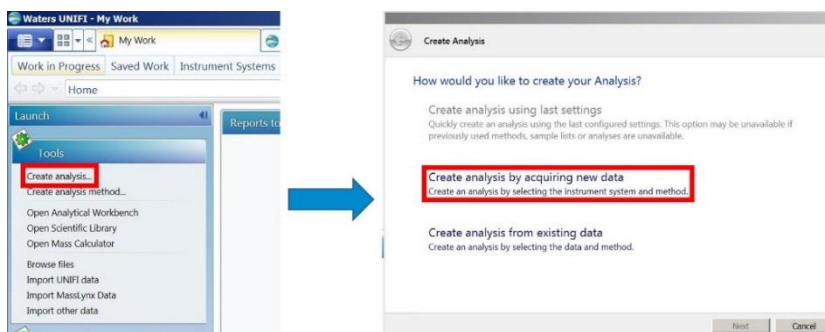 Waters UNIFI - My Work
My Work
Work in Progress Saved Work Instrument Systems
Home
Launch
Reports to
Tools
Create analysis...
Create analysis method...
Open Analytical Workbench
Open Scientific Library
Open Mass Calculator
Browse files
Import UNIFI data
Import MassLynx Data
Import other data
Create Analysis
How would you like to create your Analysis?
Create analysis using last settings
Quickly create an analysis using the last configured settings. This option may be unavailable if
previously used methods, sample lists or analyses are unavailable.
Create analysis by acquiring new data
Create an analysis by selecting the instrument system and method.
Create analysis from existing data
Create an analysis by selecting the data and method.
Next Cancel